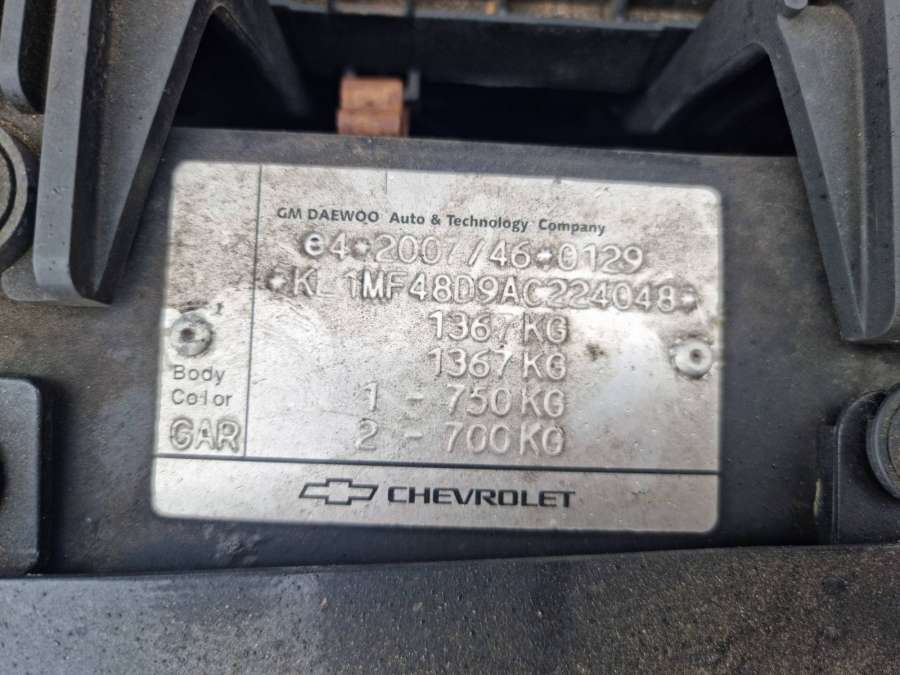 GM DAEWOO Auto & Technology Company
e4*2007/46*0129
*KL1MF48D9AC224048*
1367KG
1367KG
1 - 750KG
2 - 700KG
Body
Color
GAR
CHEVROLET